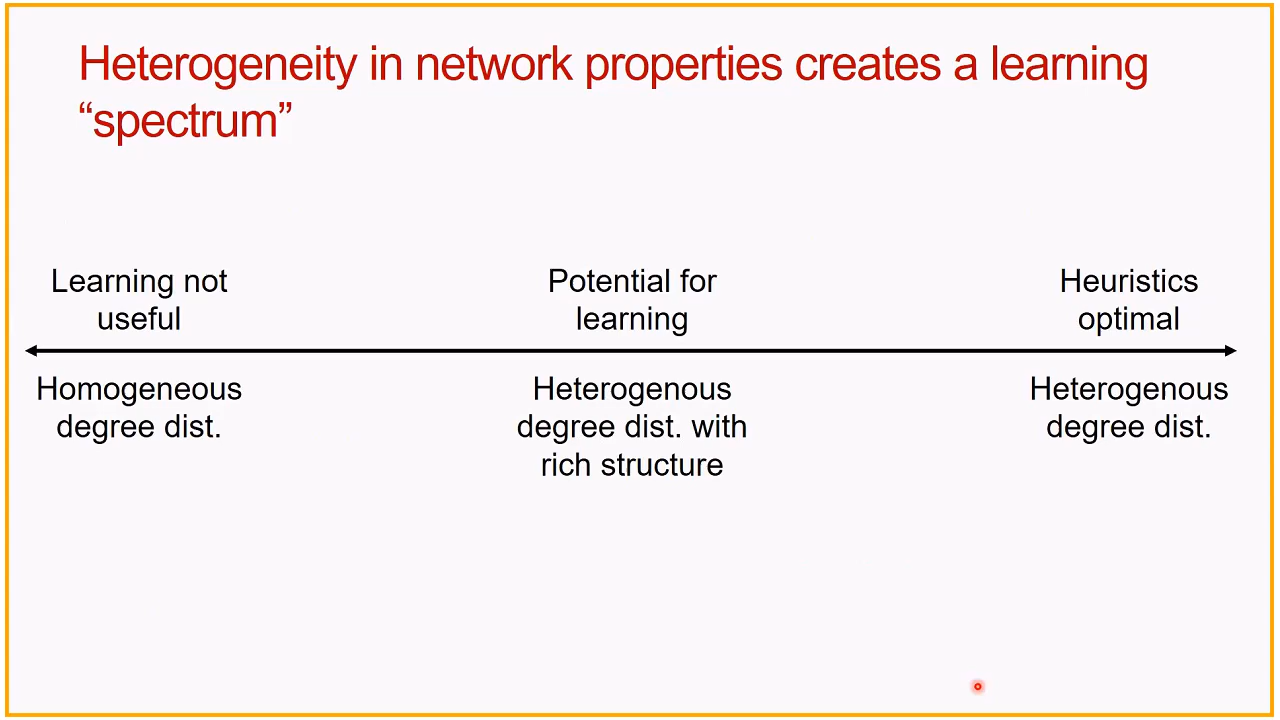 Heterogeneity in network properties creates a learning
“spectrum”
Learning not
useful
Potential for
learning
Heuristics
optimal
Homogeneous
degree dist.
Heterogenous
degree dist. with
rich structure
Heterogenous
degree dist.